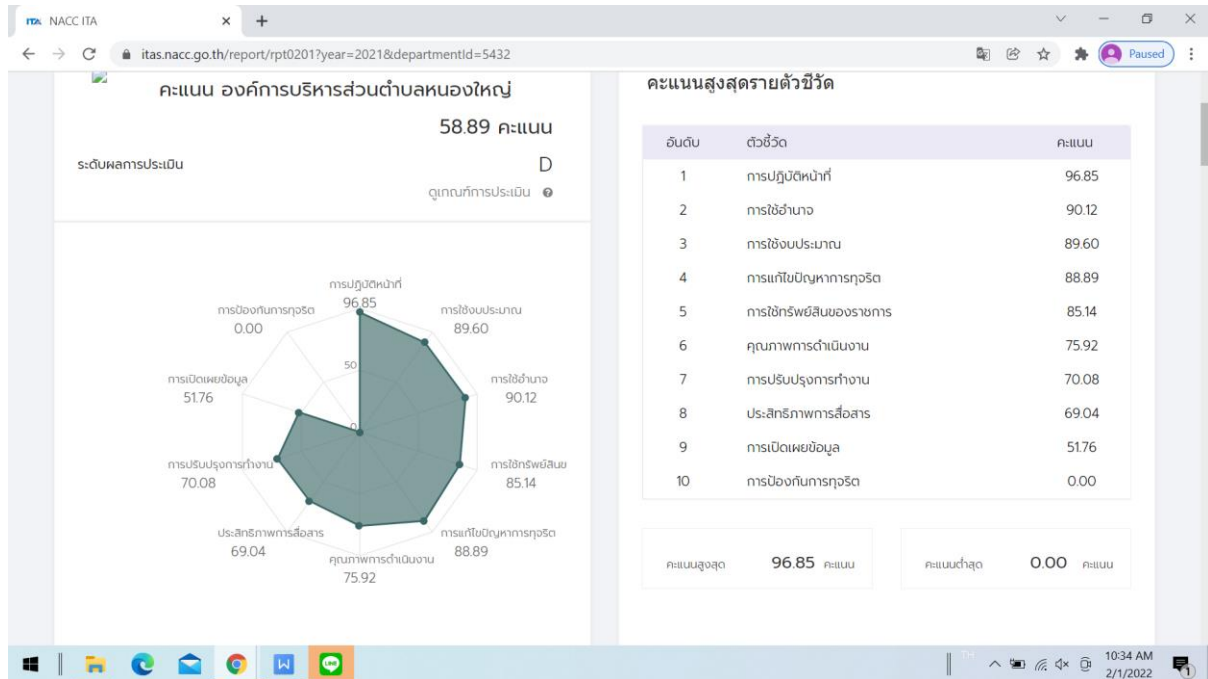 ITA NACC ITA
itas.nacc.go.th/report/rpt0201?year=2021&departmentId=5432
Paused
คะแนน องค์การบริหารส่วนตำบลหนองใหญ่
58.89 คะแนน
ระดับผลการประเมิน D
ดูเกณฑ์การประเมิน
การปฏิบัติหน้าที่
96.85
การป้องกันการทุจริต
0.00
การใช้งบประมาณ
89.60
50
การเปิดเผยข้อมูล
51.76
การใช้อำนาจ
90.12
0
การปรับปรุงการทำงาน
70.08
การใช้ทรัพย์สินข
85.14
ประสิทธิภาพการสื่อสาร
69.04
การแก้ไขปัญหาการทุจริต
88.89
คุณภาพการดำเนินงาน
75.92
คะแนนสูงสุดรายตัวชีวัด
อันดับ ตัวชี้วัด คะแนน
1 การปฏิบัติหน้าที่ 96.85
2 การใช้อำนาจ 90.12
3 การใช้งบประมาณ 89.60
4 การแก้ไขปัญหาการทุจริต 88.89
5 การใช้ทรัพย์สินของราชการ 85.14
6 คุณภาพการดำเนินงาน 75.92
7 การปรับปรุงการทำงาน 70.08
8 ประสิทธิภาพการสื่อสาร 69.04
9 การเปิดเผยข้อมูล 51.76
10 การป้องกันการทุจริต 0.00
คะแนนสูงสุด 96.85 คะแนน
คะแนนต่ำสุด 0.00 คะแนน
W
LINE
TH
10:34 AM
2/1/2022
1